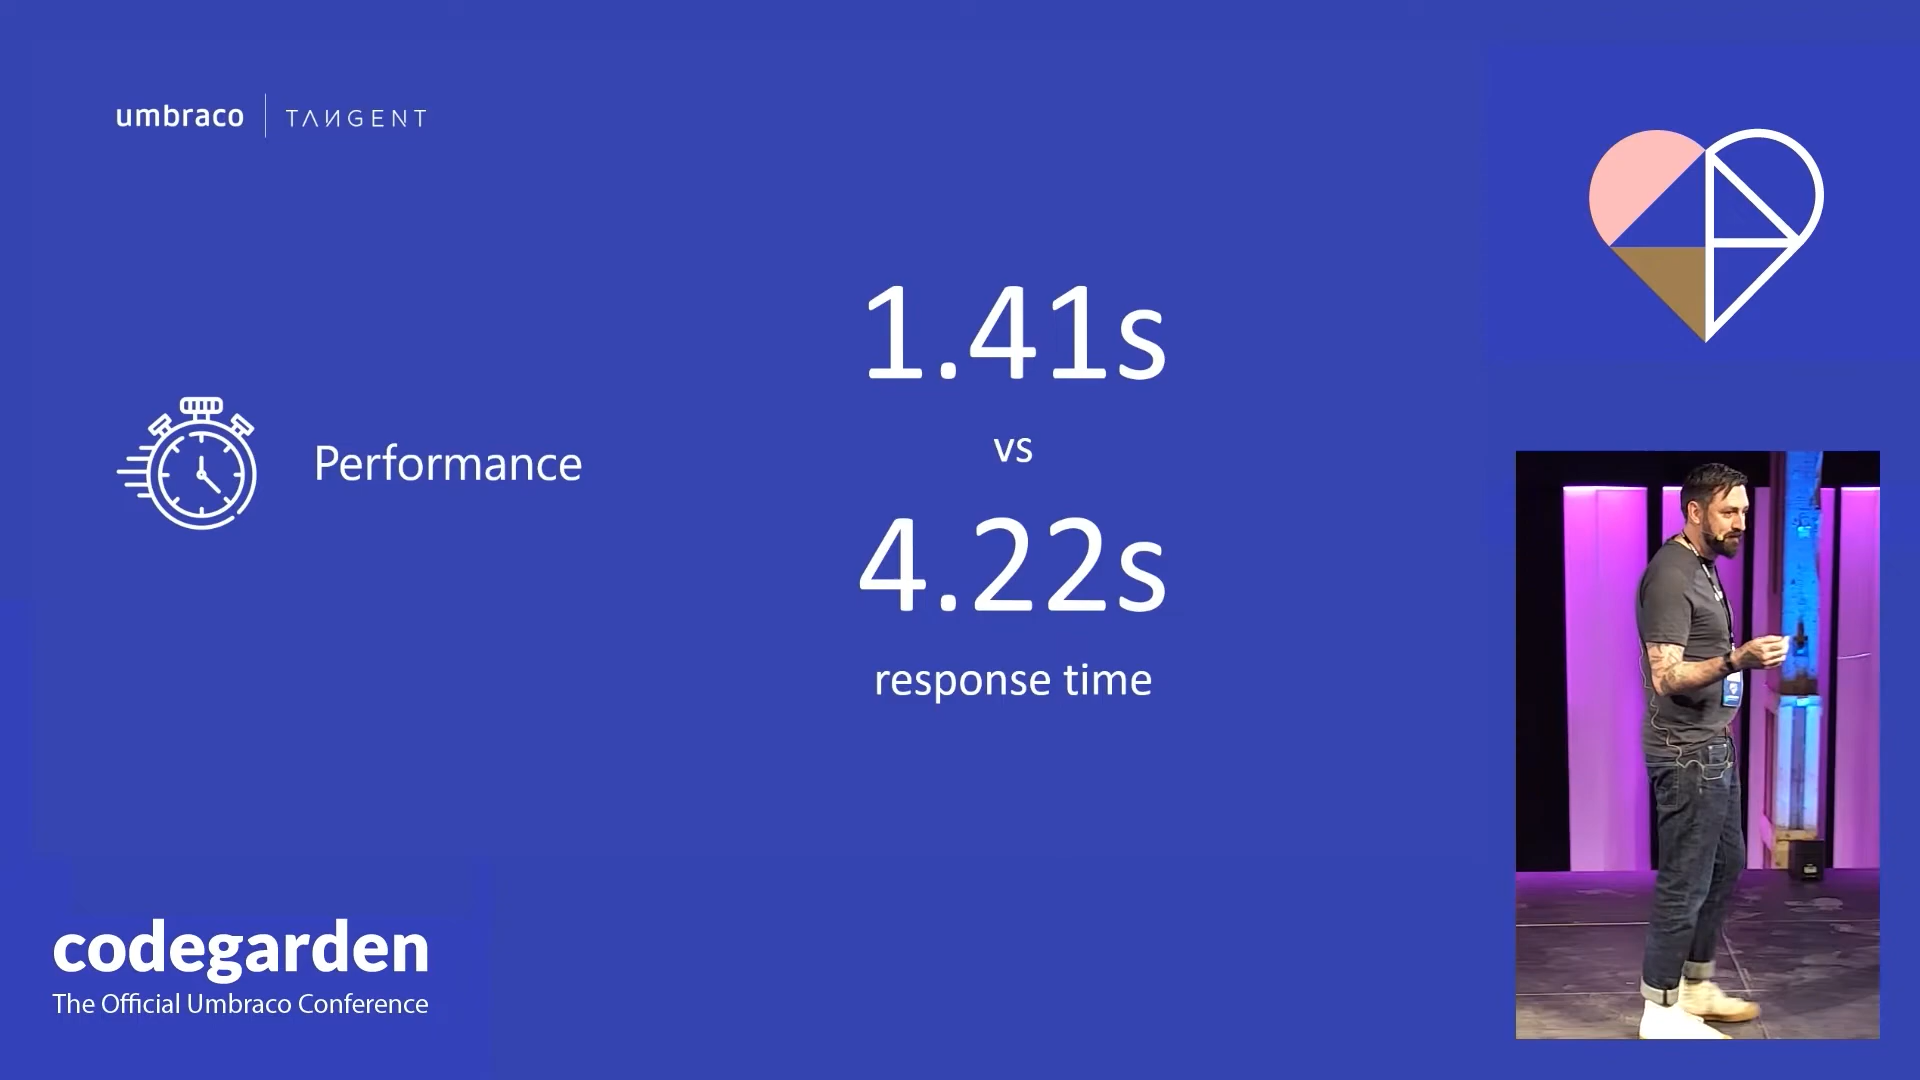 umbraco | TANGENT
1.41s
vs
4.22s
response time
Performance
codegarden
The Official Umbraco Conference